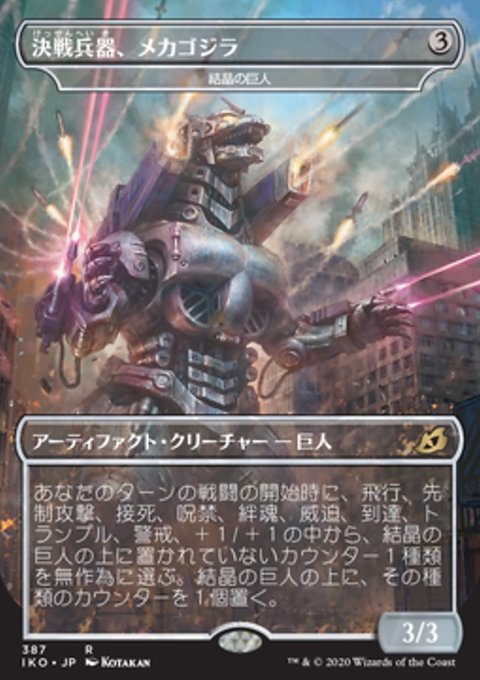 けっせんへいき
決戦兵器、メカゴジラ
3
結晶の巨人
アーティファクト・クリーチャー — 巨人
あなたのターンの戦闘の開始時に、飛行、先
制攻撃、接死、呪禁、絆魂、威迫、到達、ト
ランプル、警戒、＋１/＋１の中から、結晶の
巨人の上に置かれていないカウンター１種類
を無作為に選ぶ。結晶の巨人の上に、その種
類のカウンターを１個置く。
3/3
387 R
IKO • JP KOTAKAN
™ & © 2020 Wizards of the Coast